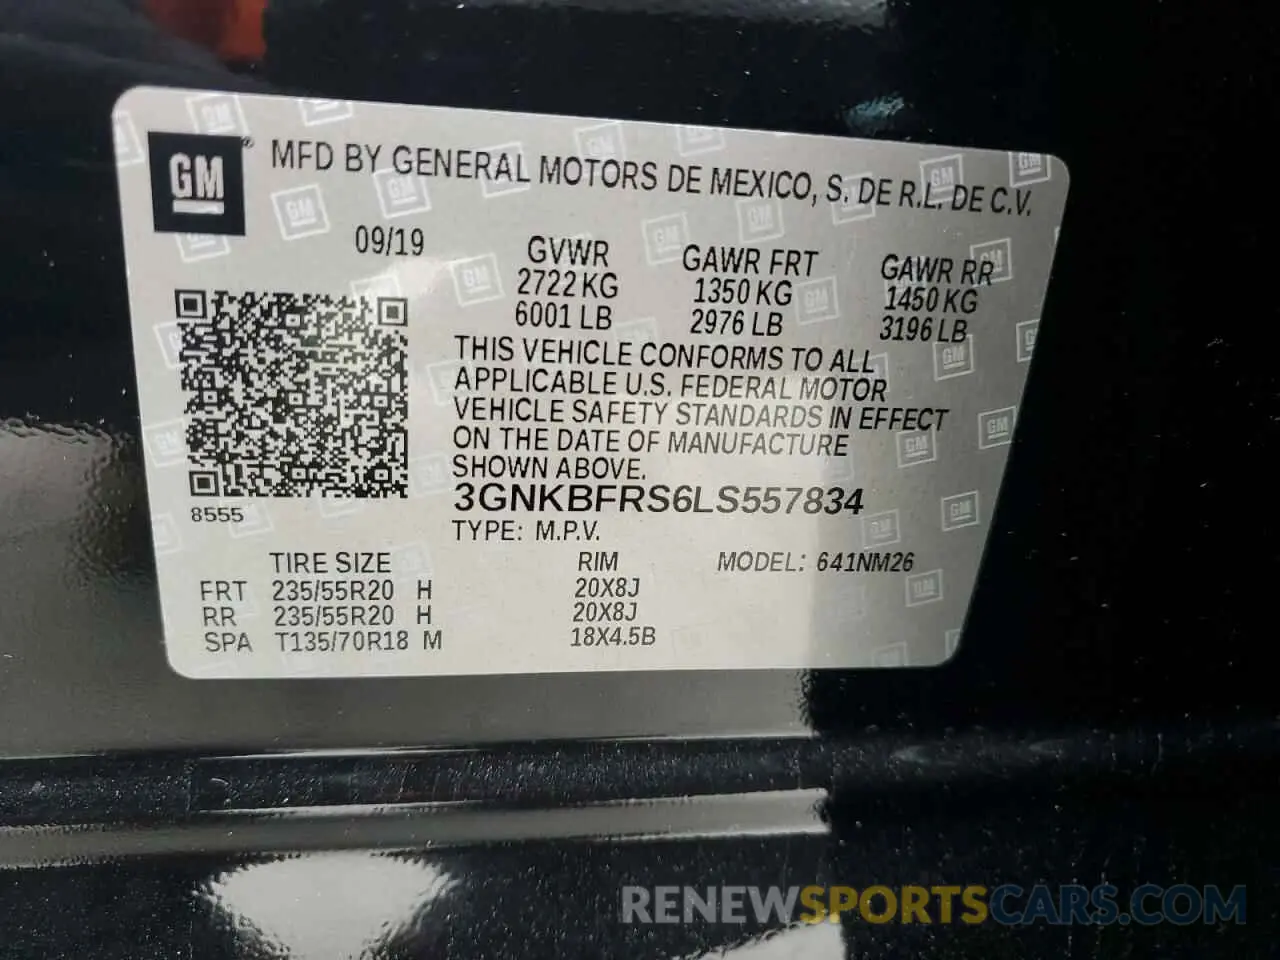 GM® MFD BY GENERAL MOTORS DE MEXICO, S. DE R.L. DE C.V.
09/19 GVWR GAWR FRT GAWR RR
2722 KG 1350 KG 1450 KG
6001 LB 2976 LB 3196 LB
THIS VEHICLE CONFORMS TO ALL
APPLICABLE U.S. FEDERAL MOTOR
VEHICLE SAFETY STANDARDS IN EFFECT
ON THE DATE OF MANUFACTURE
SHOWN ABOVE.
3GNKBFRS6LS557834
8555
TYPE: M.P.V.
TIRE SIZE RIM MODEL: 641NM26
FRT 235/55R20 H 20X8J
RR 235/55R20 H 20X8J
SPA T135/70R18 M 18X4.5B
RENEWSPORTSCARS.COM